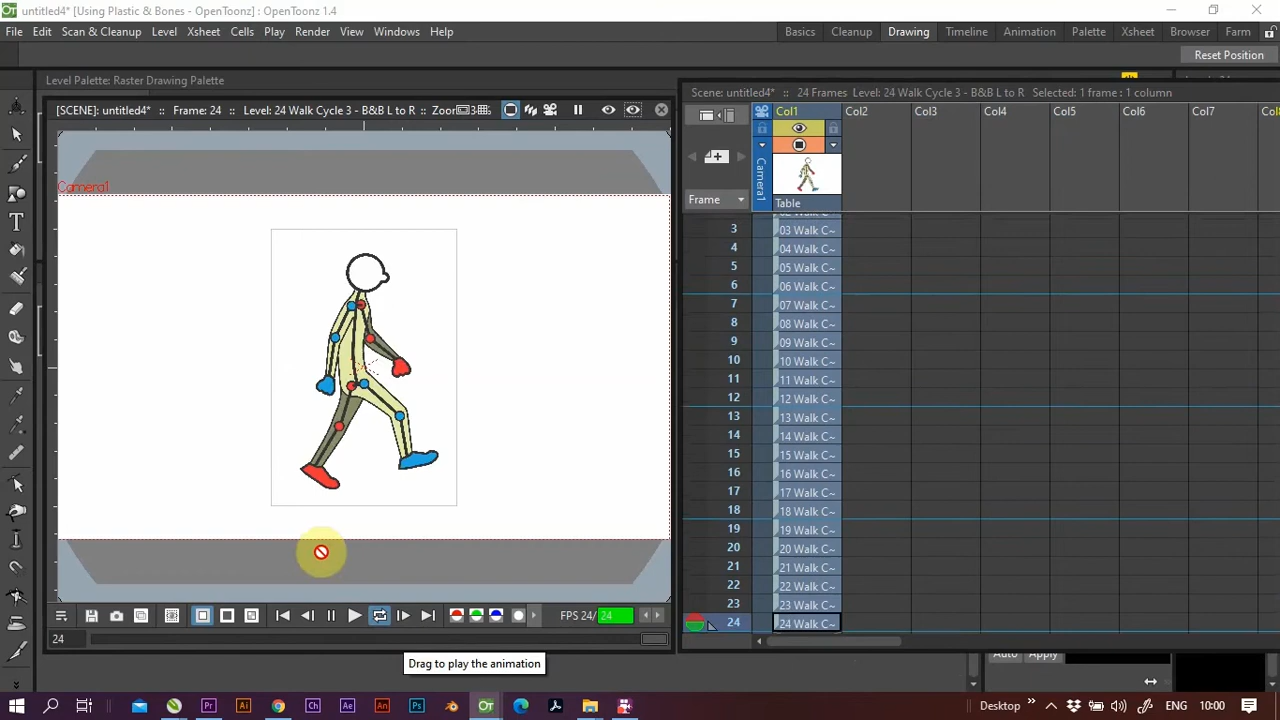 untitled4* [Using Plastic & Bones] : OpenToonz 1.4
File Edit Scan & Cleanup Level Xsheet Cells Play Render View Windows Help
Basics Cleanup Drawing Timeline Animation Palette Xsheet Browser Farm
Reset Position
Level Palette: Raster Drawing Palette
[SCENE]: untitled4* :: Frame: 24 :: Level: 24 Walk Cycle 3 - B&B L to R :: Zoom
Scene: untitled4* :: 24 Frames :: Level: 24 Walk Cycle 3 - B&B L to R Selected: 1 frame : 1 column
Col1 Col2 Col3 Col4 Col5 Col6 Col7
Camera1
Camera1
Frame
Table
3 03 Walk C~
4 04 Walk C~
5 05 Walk C~
6 06 Walk C~
7 07 Walk C~
8 08 Walk C~
9 09 Walk C~
10 10 Walk C~
11 11 Walk C~
12 12 Walk C~
13 13 Walk C~
14 14 Walk C~
15 15 Walk C~
16 16 Walk C~
17 17 Walk C~
18 18 Walk C~
19 19 Walk C~
20 20 Walk C~
21 21 Walk C~
22 22 Walk C~
23 23 Walk C~
24 24 Walk C~
FPS 24/ 24
24
Drag to play the animation
Auto Apply
Pr Ai Ch Ae An Ps OT
Desktop ENG 10:00